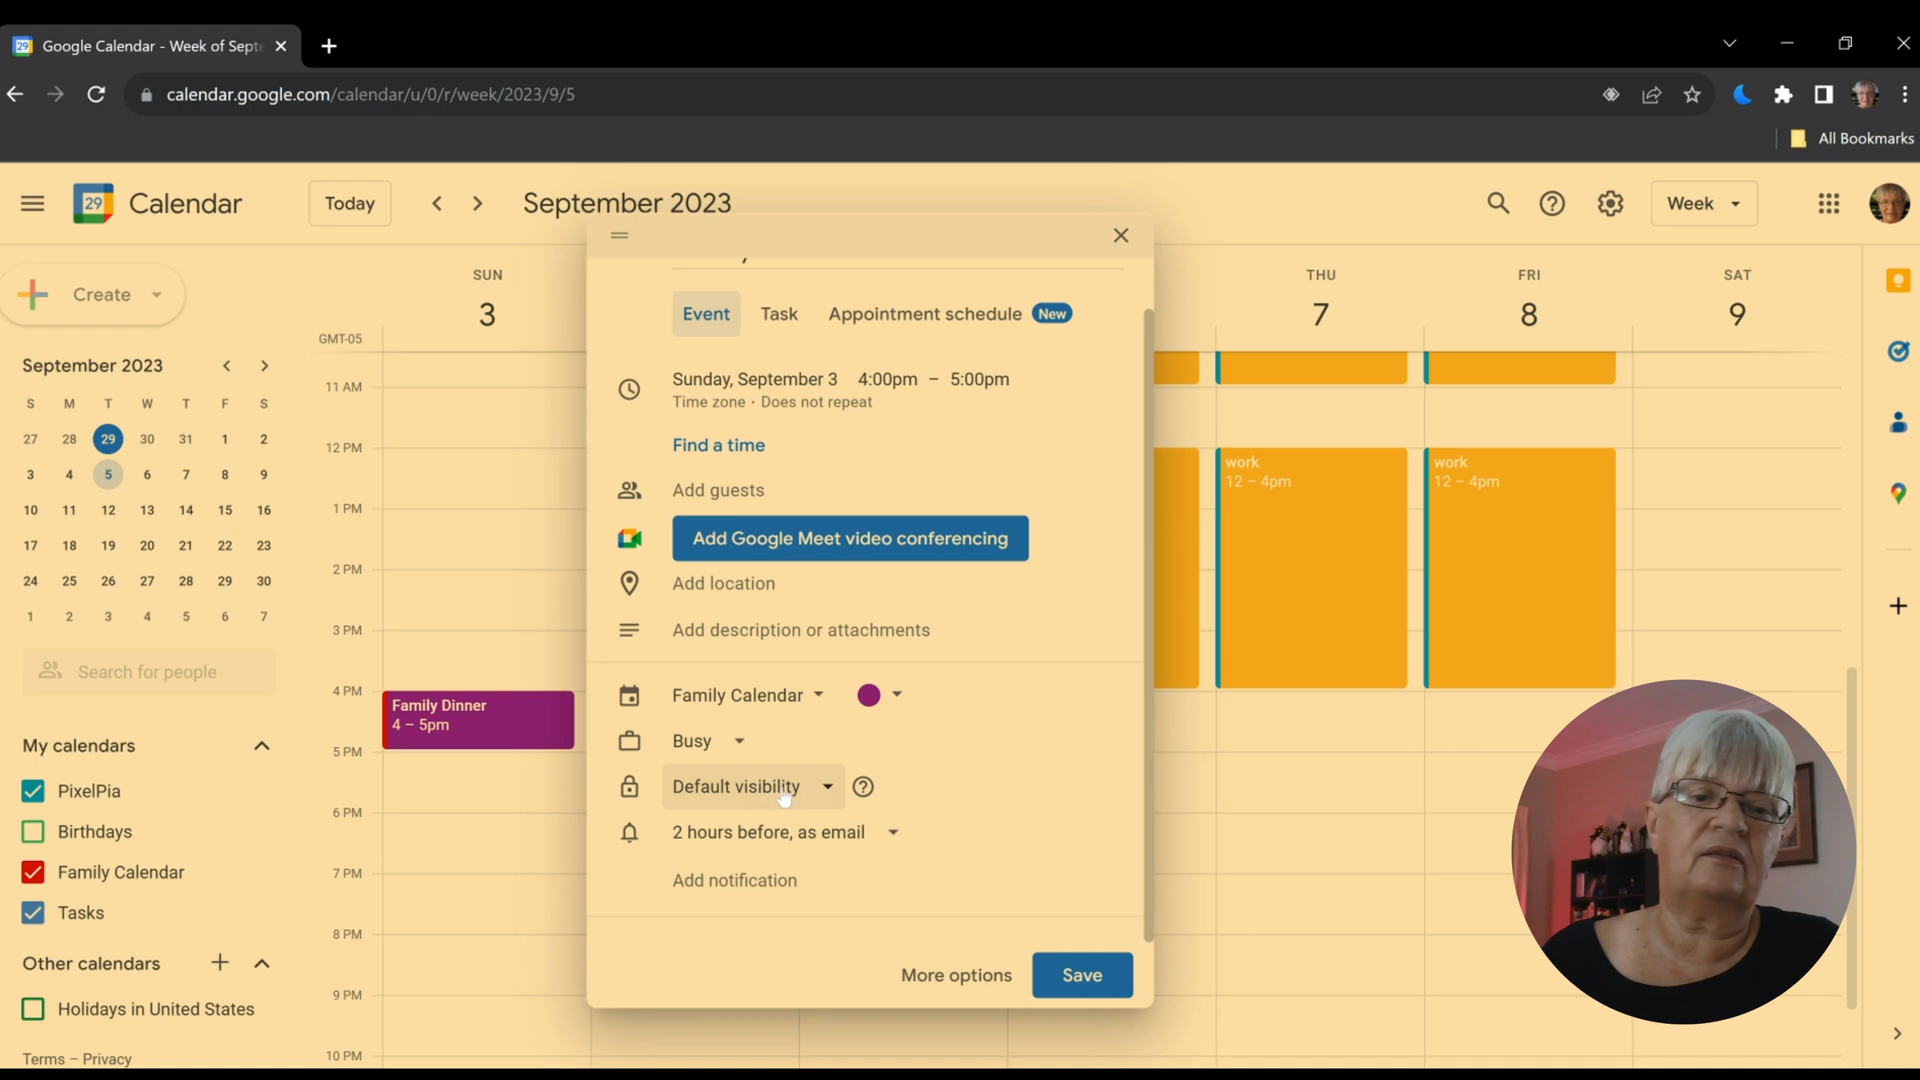 29 Google Calendar - Week of Sept
calendar.google.com/calendar/u/0/r/week/2023/9/5
All Bookmarks
29 Calendar
Today
September 2023
Week
Create
SUN
3
THU
7
FRI
8
SAT
9
GMT-05
September 2023
S M T W T F S
27 28 29 30 31 1 2
3 4 5 6 7 8 9
10 11 12 13 14 15 16
17 18 19 20 21 22 23
24 25 26 27 28 29 30
1 2 3 4 5 6 7
Search for people
My calendars
PixelPia
Birthdays
Family Calendar
Tasks
Other calendars
Holidays in United States
Terms – Privacy
11 AM
12 PM
1 PM
2 PM
3 PM
4 PM
5 PM
6 PM
7 PM
8 PM
9 PM
10 PM
Family Dinner
4 – 5pm
Event
Task
Appointment schedule New
Sunday, September 3 4:00pm – 5:00pm
Time zone · Does not repeat
Find a time
Add guests
Add Google Meet video conferencing
Add location
Add description or attachments
Family Calendar
Busy
Default visibility
2 hours before, as email
Add notification
More options
Save
work
12 – 4pm
work
12 – 4pm